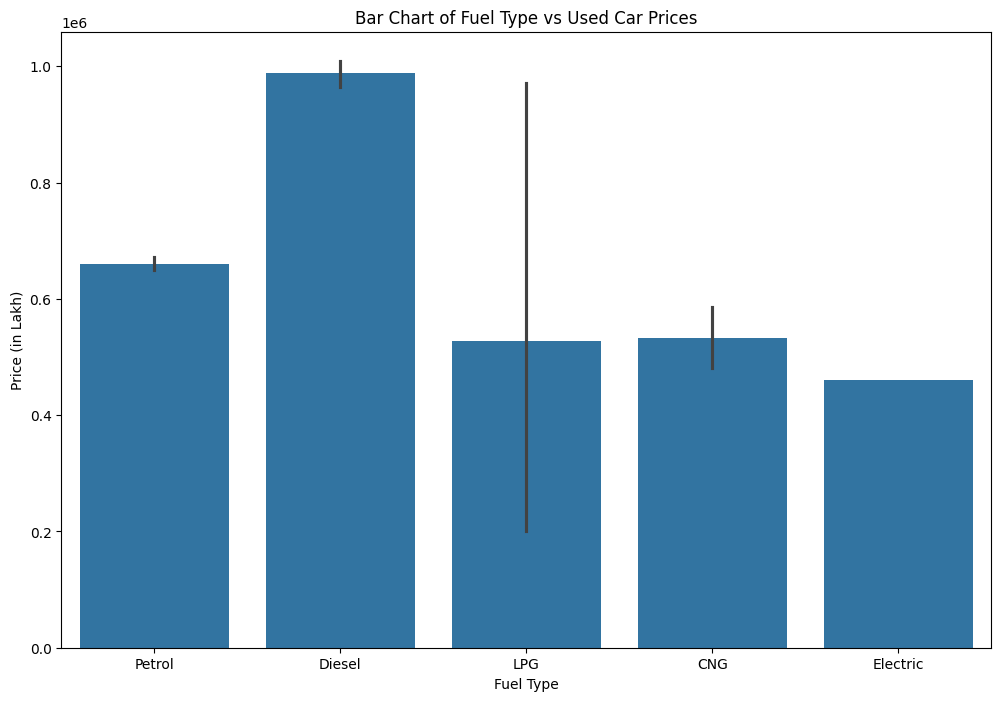 Bar Chart of Fuel Type vs Used Car Prices
1e6
1.0
0.8
0.6
0.4
0.2
0.0
Price (in Lakh)
Petrol Diesel LPG CNG Electric
Fuel Type